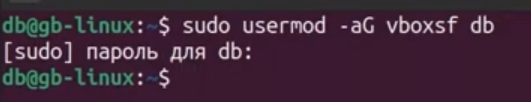 db@gb-linux:~$ sudo usermod -aG vboxsf db
[sudo] пароль для db:
db@gb-linux:~$